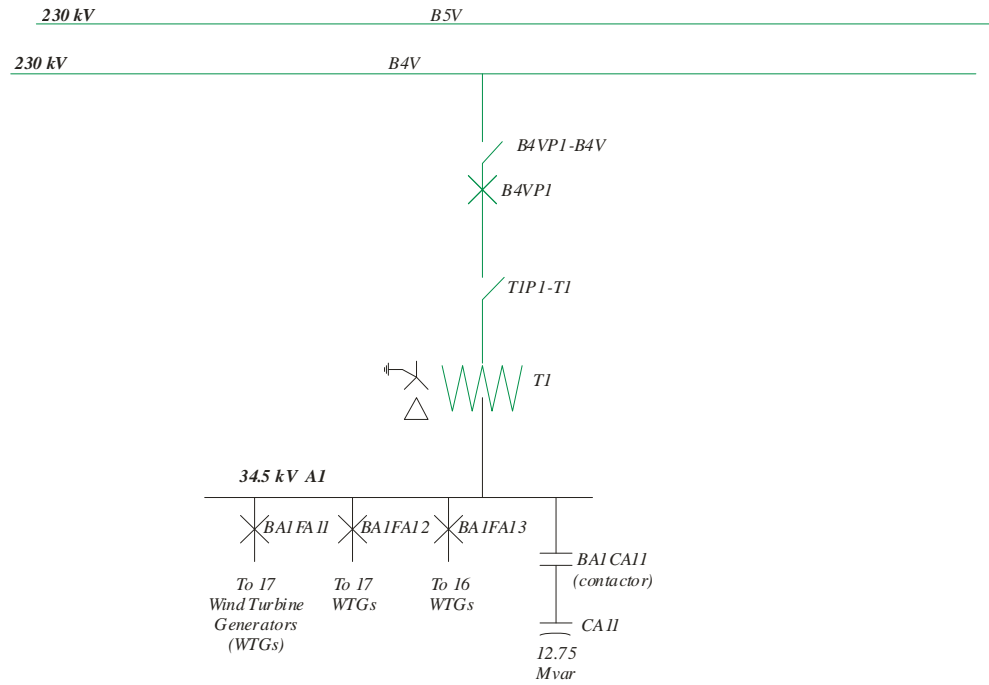 230 kV B5V
230 kV B4V
B4VP1-B4V
B4VP1
T1P1-T1
T1
34.5 kV A1
BA1FA11 BA1FA12 BA1FA13
BA1CA11
(contactor)
To 17
Wind Turbine
Generators
(WTGs)
To 17
WTGs
To 16
WTGs
CA11
12.75
Mvar